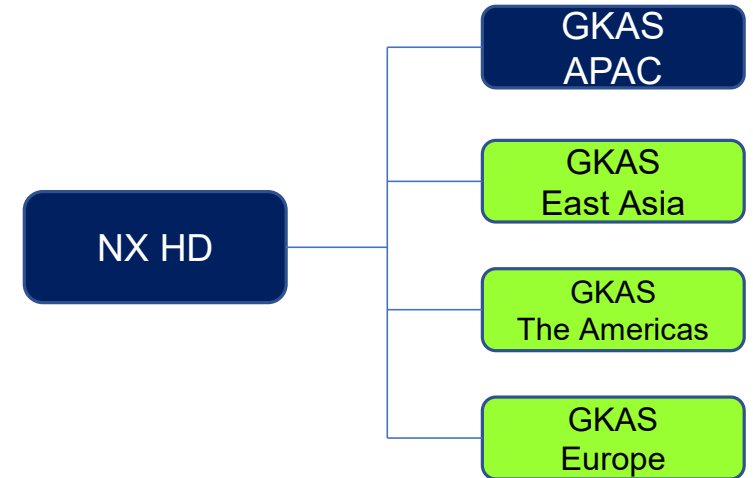 GKAS
APAC
GKAS
East Asia
NX HD
GKAS
The Americas
GKAS
Europe